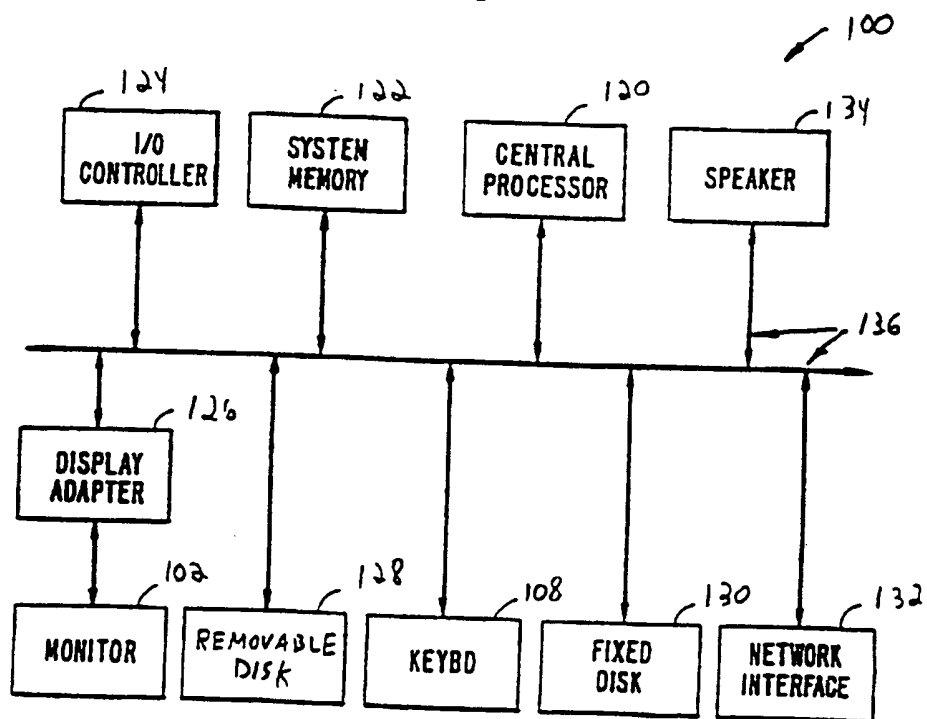 100
124
122
120
134
I/O
CONTROLLER
SYSTEM
MEMORY
CENTRAL
PROCESSOR
SPEAKER
136
126
DISPLAY
ADAPTER
102
128
108
130
132
MONITOR
REMOVABLE
DISK
KEYBD
FIXED
DISK
NETWORK
INTERFACE